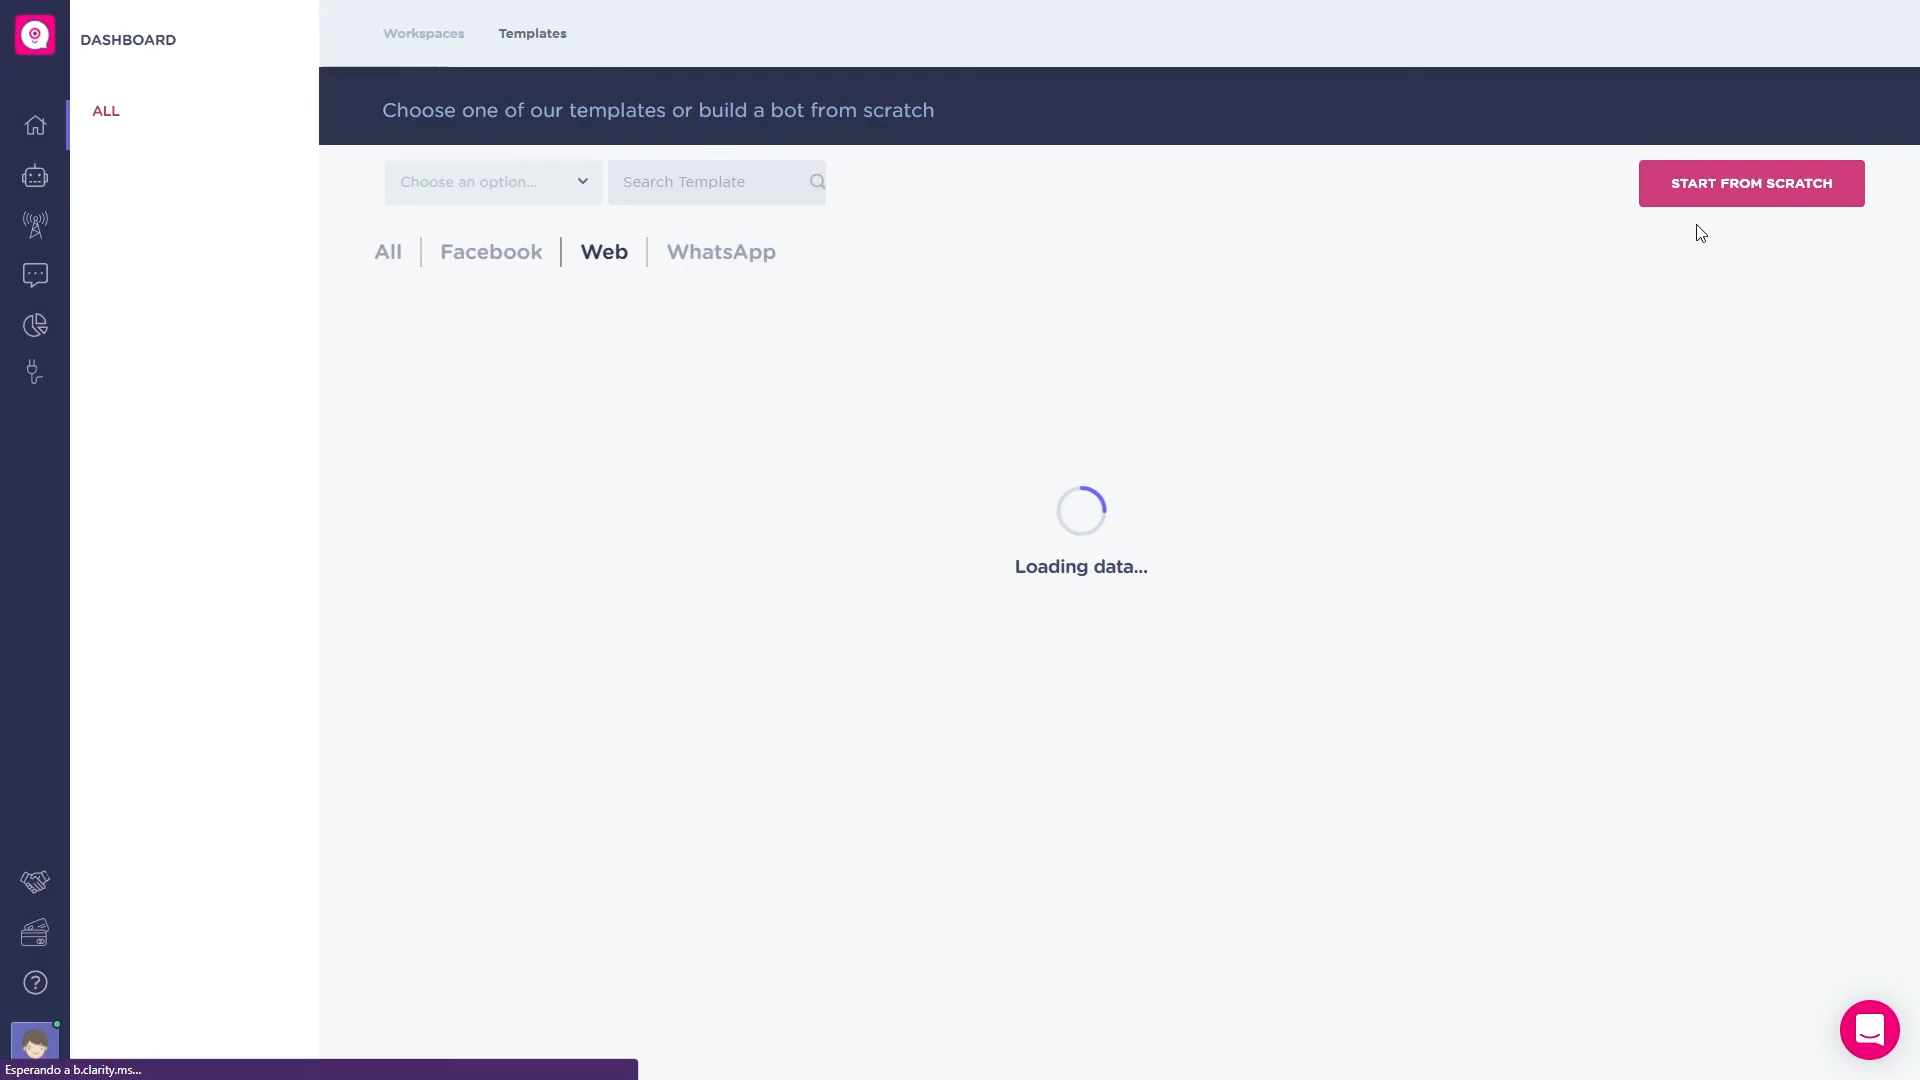 DASHBOARD
ALL
Workspaces Templates
Choose one of our templates or build a bot from scratch
Choose an option... Search Template START FROM SCRATCH
All Facebook Web WhatsApp
Loading data...
Esperando a b.clarity.ms...